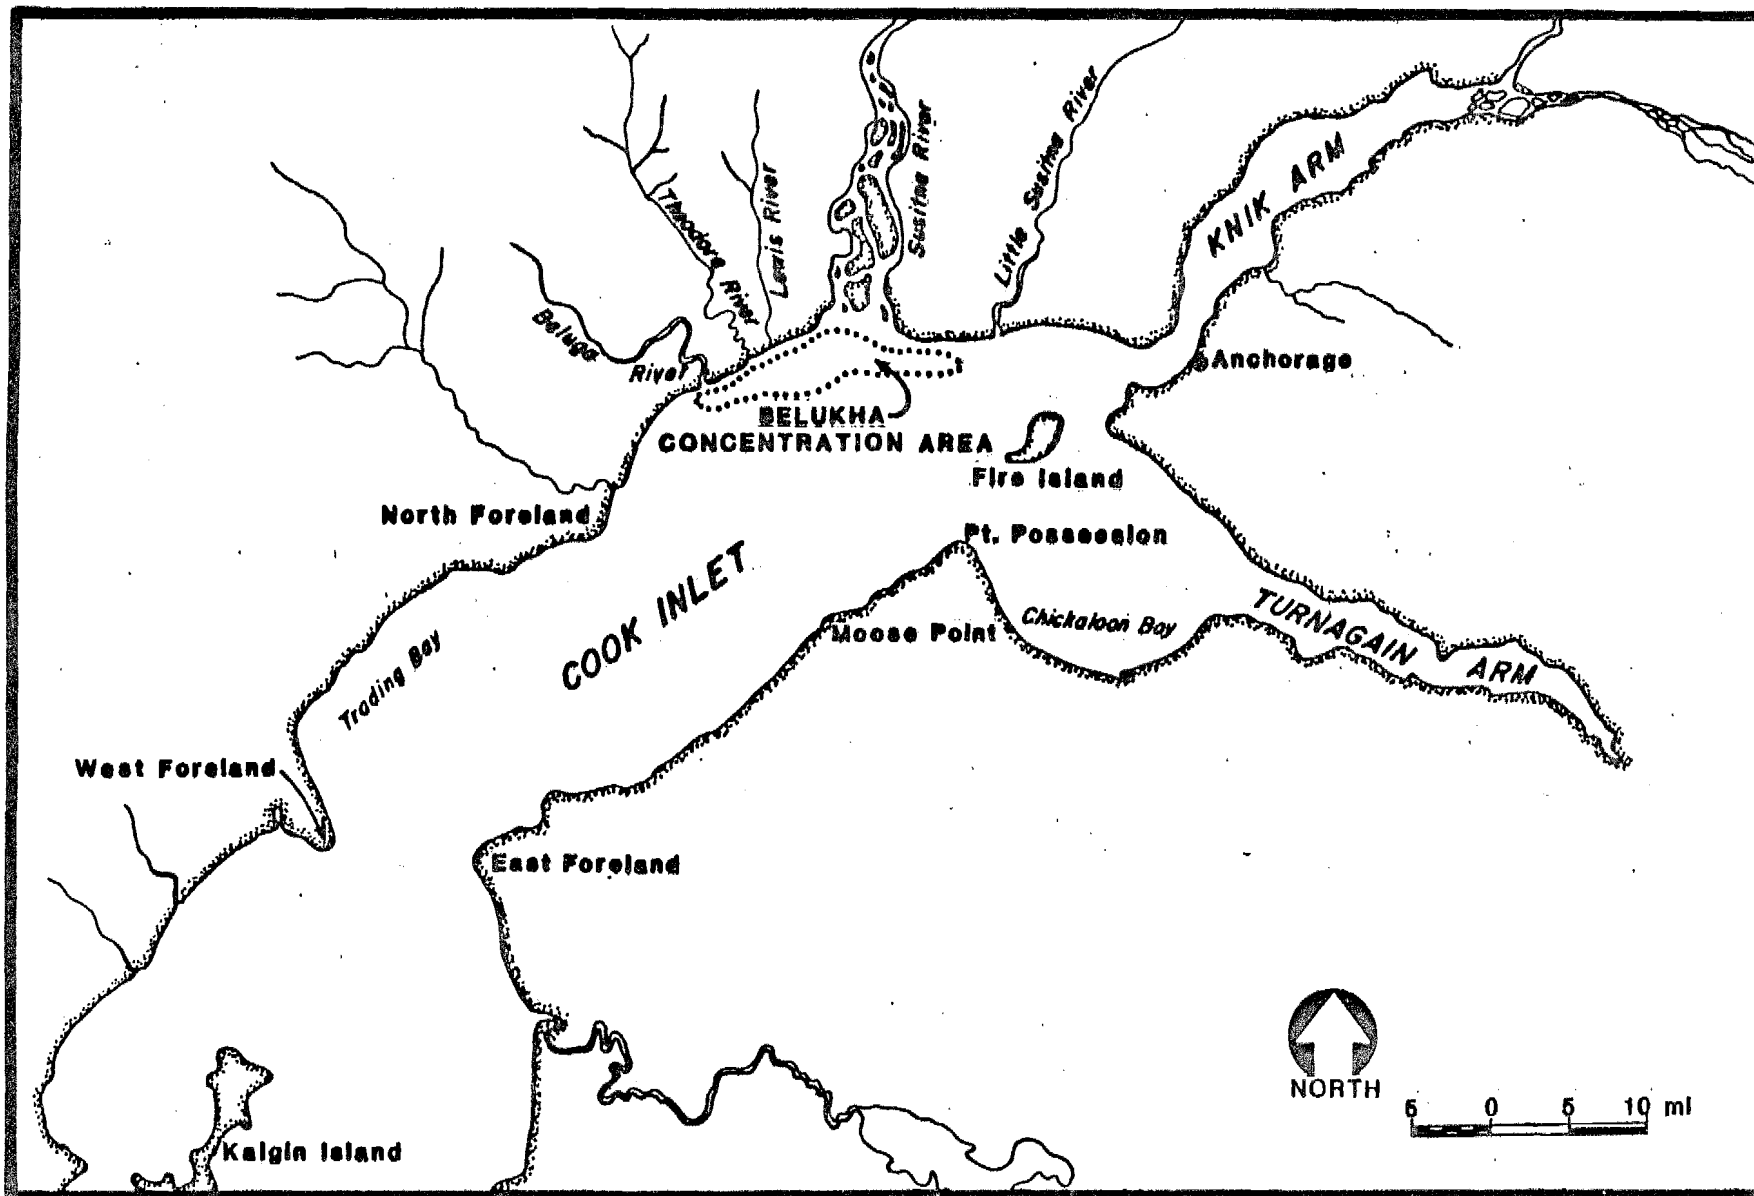 Theodore River
Lewis River
Susitna River
Little Susitna River
KNIK ARM
Beluga
River
Anchorage
BELUKHA
CONCENTRATION AREA
Fire Island
North Foreland
Pt. Possession
COOK INLET
Moose Point
Chickaloon Bay
TURNAGAIN ARM
Trading Bay
West Foreland
East Foreland
NORTH
5 0 5 10 mi
Kalgin Island